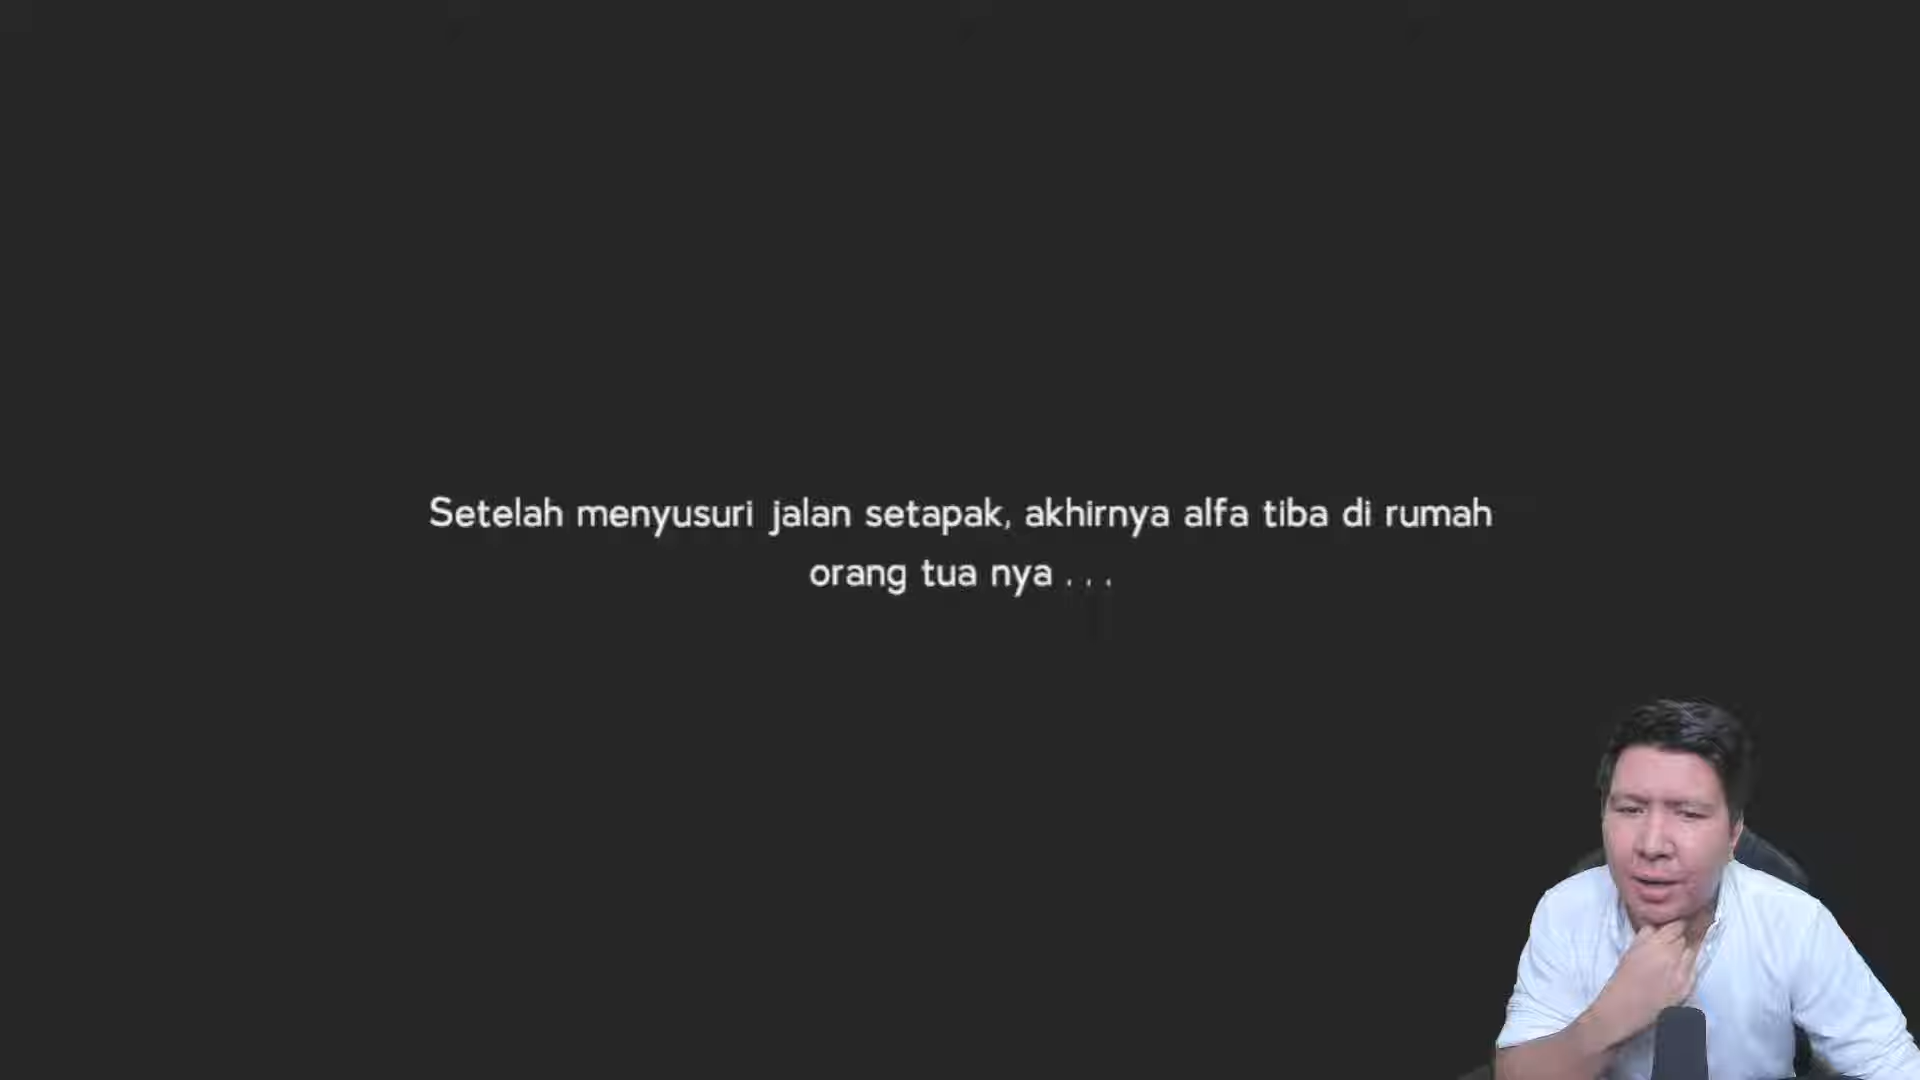 Setelah menyusuri jalan setapak, akhirnya alfa tiba di rumah
orang tua nya . . .